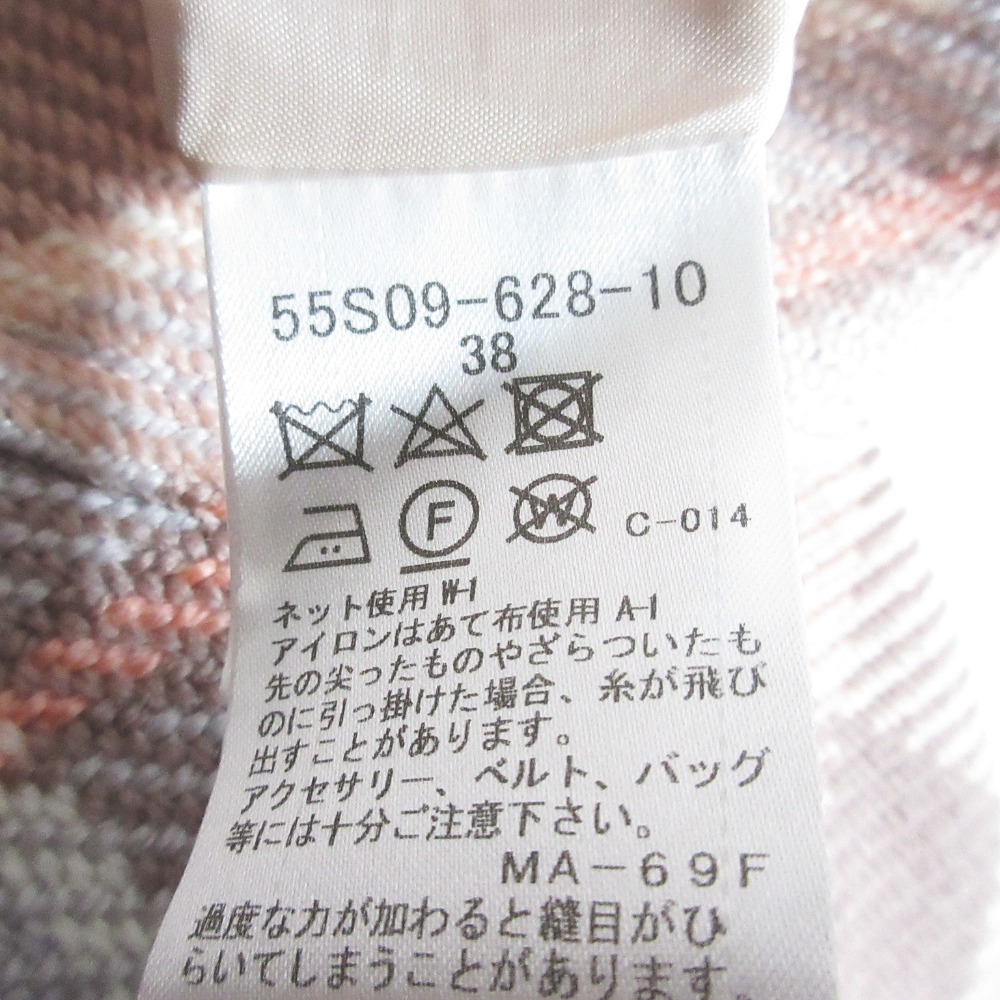 55S09-628-10
38
F W C-014
ネット使用 W-1
アイロンはあて布使用 A-1
先の尖ったものやざらついたも
のに引っ掛けた場合、糸が飛び
出すことがあります。
アクセサリー、ベルト、バッグ
等には十分ご注意下さい。
MA-69F
過度な力が加わると縫目がひ
らいてしまうことがあります。